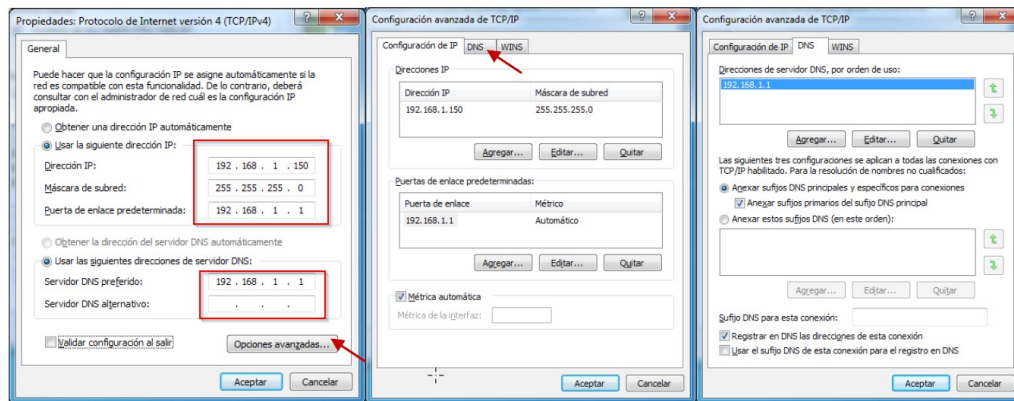 Propiedades: Protocolo de Internet versión 4 (TCP/IPv4)
General
Puede hacer que la configuración IP se asigne automáticamente si la
red es compatible con esta funcionalidad. De lo contrario, deberá
consultar con el administrador de red cuál es la configuración IP
apropiada.
Obtener una dirección IP automáticamente
Usar la siguiente dirección IP:
Dirección IP: 192 . 168 . 1 . 150
Máscara de subred: 255 . 255 . 255 . 0
Puerta de enlace predeterminada: 192 . 168 . 1 . 1
Obtener la dirección del servidor DNS automáticamente
Usar las siguientes direcciones de servidor DNS:
Servidor DNS preferido: 192 . 168 . 1 . 1
Servidor DNS alternativo: . . .
Validar configuración al salir
Opciones avanzadas...
Aceptar Cancelar
Configuración avanzada de TCP/IP
Configuración de IP DNS WINS
Direcciones IP
Dirección IP Máscara de subred
192.168.1.150 255.255.255.0
Agregar... Editar... Quitar
Puertas de enlace predeterminadas:
Puerta de enlace Métrico
192.168.1.1 Automático
Agregar... Editar... Quitar
Métrica automática
Métrica de la interfaz:
Aceptar Cancelar
Configuración avanzada de TCP/IP
Configuración de IP DNS WINS
Direcciones de servidor DNS, por orden de uso:
192.168.1.1
Agregar... Editar... Quitar
Las siguientes tres configuraciones se aplican a todas las conexiones con
TCP/IP habilitado. Para la resolución de nombres no cualificados:
Anexar sufijos DNS principales y específicos para conexiones
Anexar sufijos primarios del sufijo DNS principal
Anexar estos sufijos DNS (en este orden):
Agregar... Editar... Quitar
Sufijo DNS para esta conexión:
Registrar en DNS las direcciones de esta conexión
Usar el sufijo DNS de esta conexión para el registro en DNS
Aceptar Cancelar